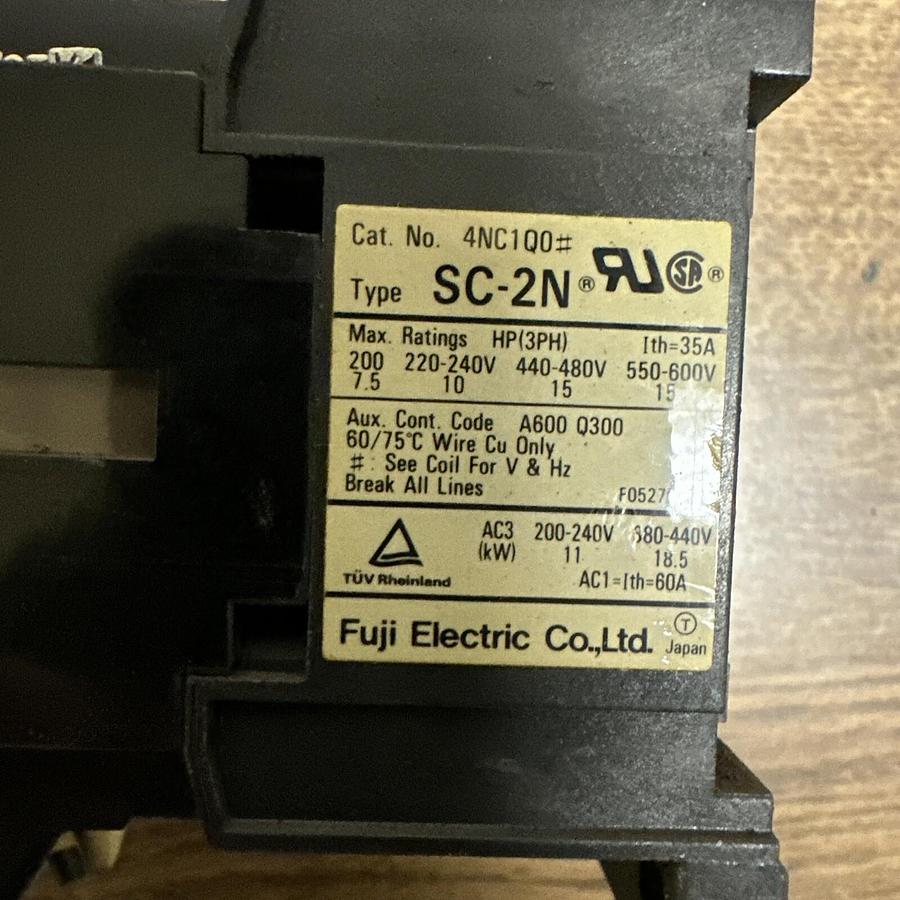 Cat. No. 4NC1Q0#
Type SC-2N ® RU SA ®
Max. Ratings HP(3PH) Ith=35A
200 220-240V 440-480V 550-600V
7.5 10 15 15
Aux. Cont. Code A600 Q300
60/75℃ Wire Cu Only
# : See Coil For V & Hz
Break All Lines
AC3 200-240V 380-440V
(kW) 11 18.5
TÜV Rheinland AC1=Ith=60A
Fuji Electric Co.,Ltd. T Japan